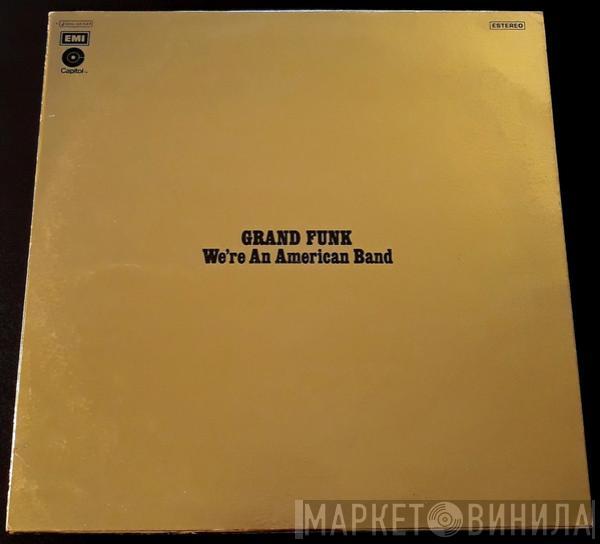 ESTEREO
EMI
Capitol
GRAND FUNK
We're An American Band
МАРКЕТ ВИНИЛА